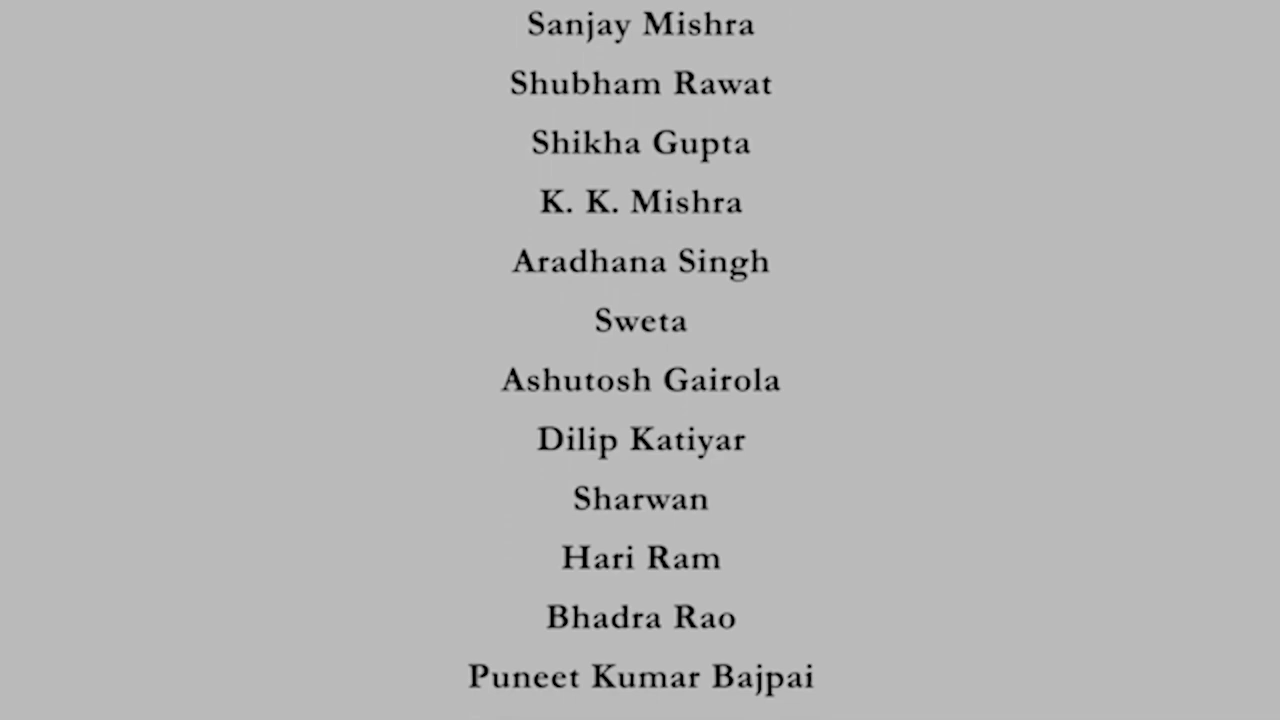 Sanjay Mishra
Shubham Rawat
Shikha Gupta
K. K. Mishra
Aradhana Singh
Sweta
Ashutosh Gairola
Dilip Katiyar
Sharwan
Hari Ram
Bhadra Rao
Puneet Kumar Bajpai